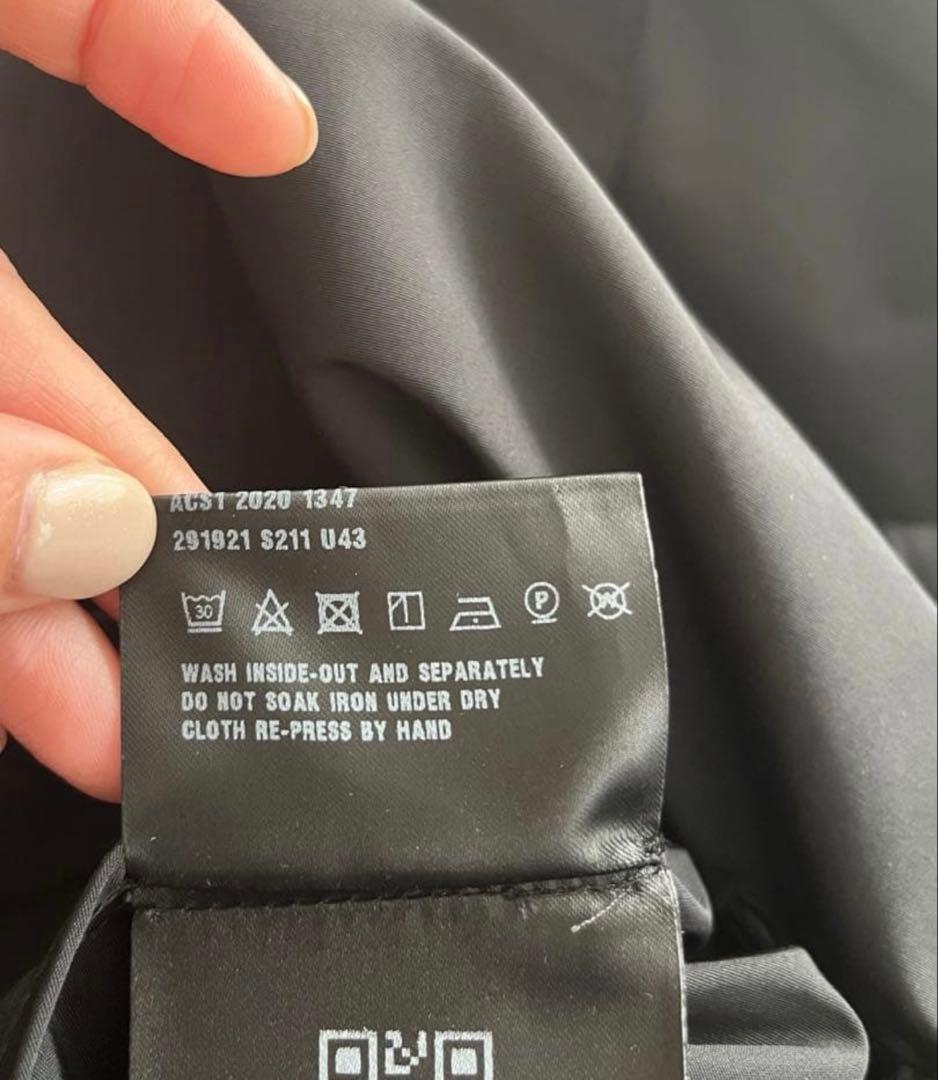 ACS1 2020 1347
291921 S211 U43
30 P W
WASH INSIDE-OUT AND SEPARATELY
DO NOT SOAK IRON UNDER DRY
CLOTH RE-PRESS BY HAND